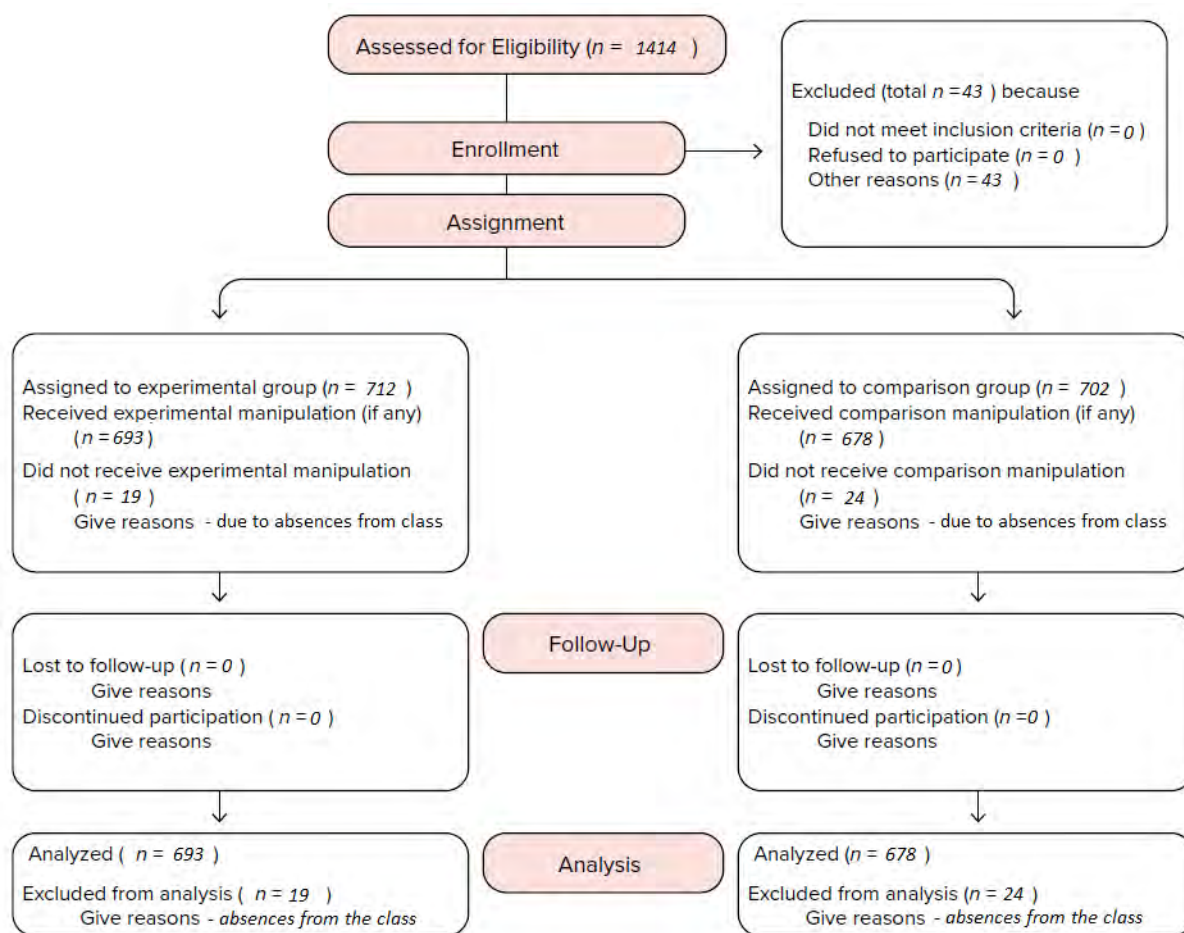 Assessed for Eligibility (n = 1414 )
Excluded (total n =43 ) because
Did not meet inclusion criteria (n =0 )
Refused to participate (n =0 )
Other reasons (n =43 )
Enrollment
Assignment
Assigned to experimental group (n = 712 )
Received experimental manipulation (if any)
(n =693 )
Did not receive experimental manipulation
( n = 19 )
Give reasons - due to absences from class
Assigned to comparison group (n = 702 )
Received comparison manipulation (if any)
(n = 678 )
Did not receive comparison manipulation
(n = 24 )
Give reasons - due to absences from class
Follow-Up
Lost to follow-up ( n =0 )
Give reasons
Discontinued participation ( n =0 )
Give reasons
Lost to follow-up (n =0 )
Give reasons
Discontinued participation (n =0 )
Give reasons
Analysis
Analyzed ( n = 693 )
Excluded from analysis ( n = 19 )
Give reasons - absences from the class
Analyzed (n = 678 )
Excluded from analysis (n = 24 )
Give reasons - absences from the class